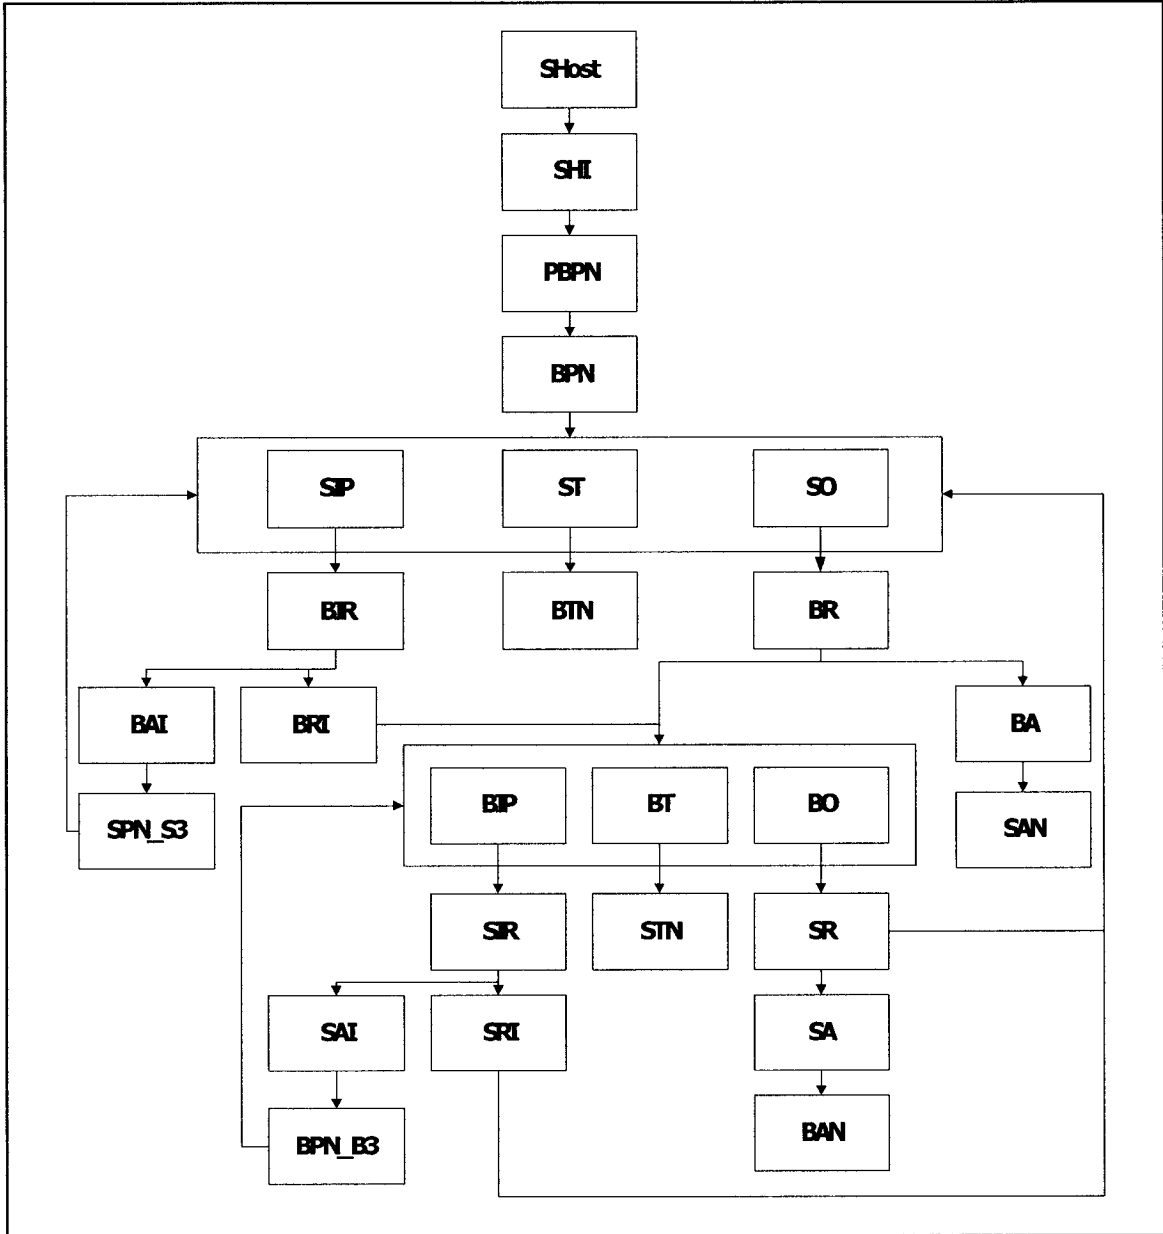 SHost
SHI
PBPN
BPN
SIP
ST
SO
BIR
BTN
BR
BAI
BRI
BA
BIP
BT
BO
SPN_S3
SAN
SIR
STN
SR
SAI
SRI
SA
BPN_B3
BAN